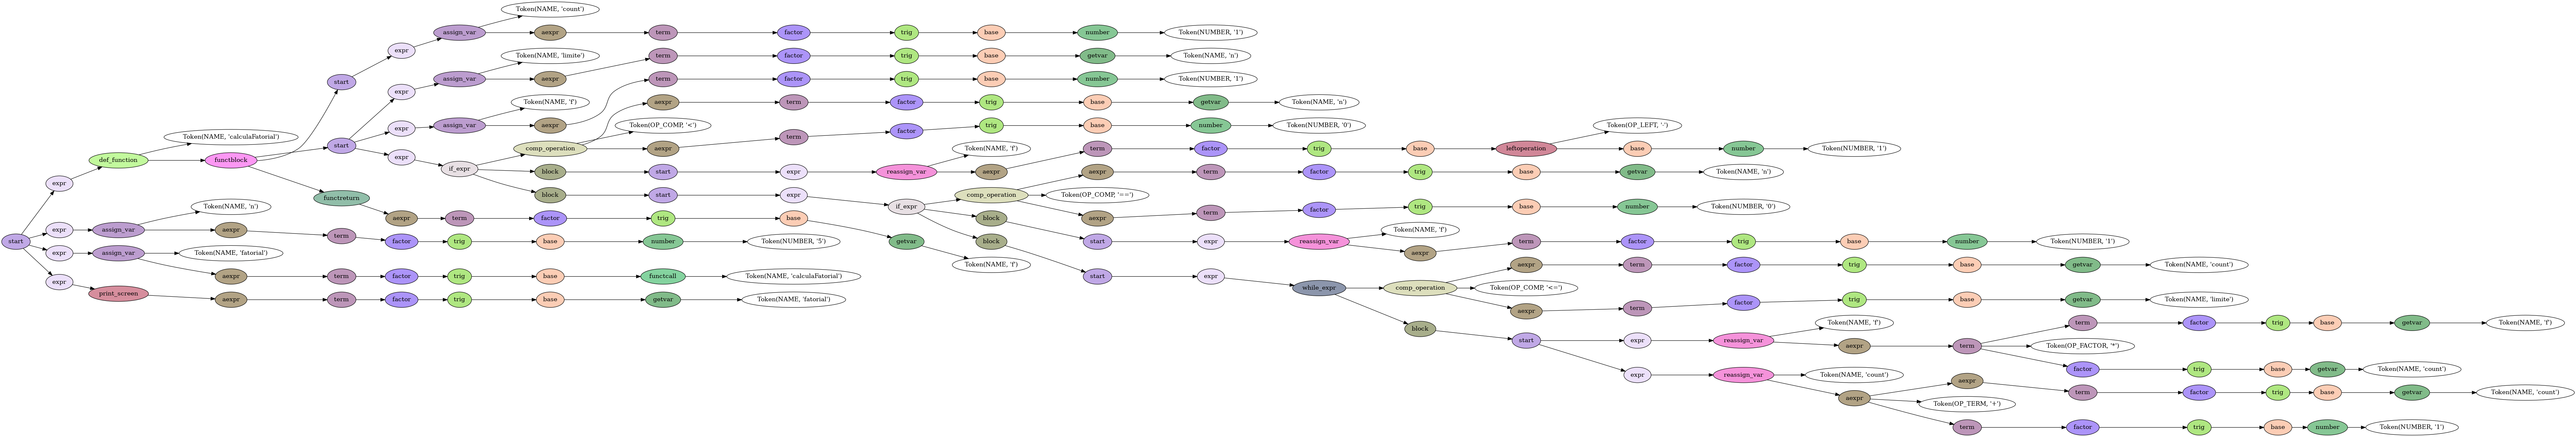 Token(NAME, 'count')
assign_var aexpr term factor trig base number Token(NUMBER, '1')
expr
Token(NAME, 'limite') term factor trig base getvar Token(NAME, 'n')
start assign_var aexpr term factor trig base number Token(NUMBER, '1')
expr
Token(NAME, 'f') aexpr term factor trig base getvar Token(NAME, 'n')
expr assign_var aexpr Token(OP_COMP, '<') factor trig base number Token(NUMBER, '0') Token(OP_LEFT, '-')
Token(NAME, 'calculaFatorial') term
start comp_operation aexpr Token(NAME, 'f') term factor trig base leftoperation base number Token(NUMBER, '1')
def_function functblock expr
if_expr block start expr reassign_var aexpr aexpr term factor trig base getvar Token(NAME, 'n')
expr functreturn block start expr comp_operation Token(OP_COMP, '==')
Token(NAME, 'n') if_expr term factor trig base number Token(NUMBER, '0')
aexpr term factor trig base block aexpr
expr assign_var aexpr term Token(NAME, 'f')
start factor trig base number Token(NUMBER, '5') getvar block start expr reassign_var term factor trig base number Token(NUMBER, '1')
expr assign_var Token(NAME, 'fatorial') aexpr
Token(NAME, 'f') aexpr term factor trig base getvar Token(NAME, 'count')
expr aexpr term factor trig base functcall Token(NAME, 'calculaFatorial') start expr
while_expr comp_operation Token(OP_COMP, '<=')
print_screen aexpr term factor trig base getvar Token(NAME, 'fatorial') aexpr term factor trig base getvar Token(NAME, 'limite')
block Token(NAME, 'f') term factor trig base getvar Token(NAME, 'f')
start expr reassign_var aexpr term Token(OP_FACTOR, '*')
expr reassign_var Token(NAME, 'count') factor trig base getvar Token(NAME, 'count')
aexpr aexpr term factor trig base getvar Token(NAME, 'count')
Token(OP_TERM, '+')
term factor trig base number Token(NUMBER, '1')